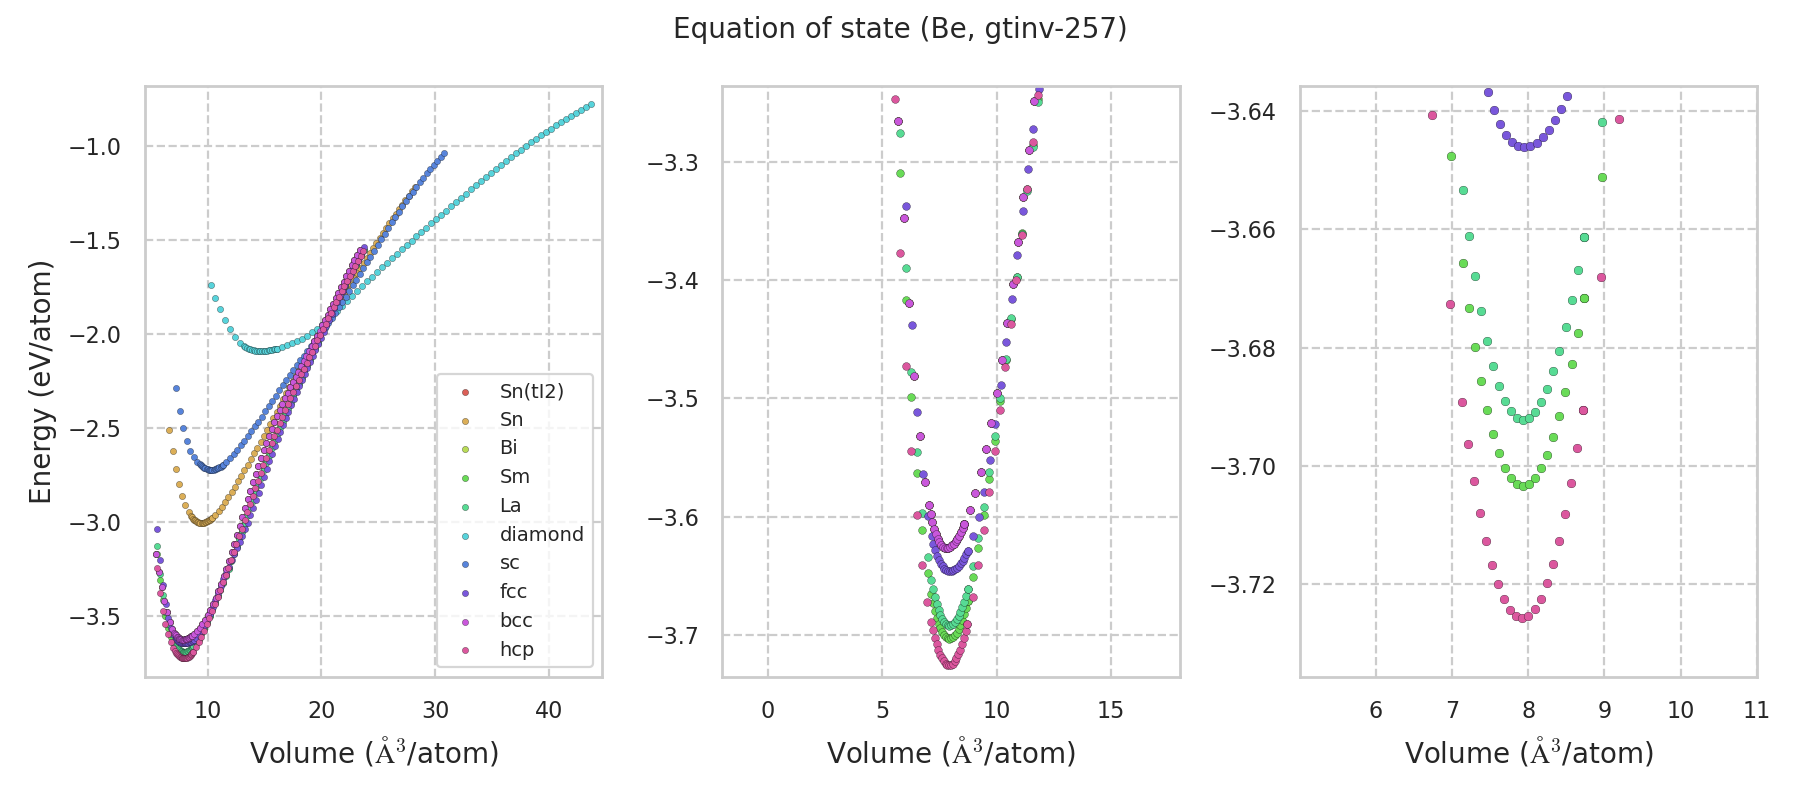 Equation of state (Be, gtinv-257)
Energy (eV/atom)
−1.0
−1.5
−2.0
−2.5
−3.0
−3.5
10
20
30
40
Volume (Å³/atom)
Sn(tI2)
Sn
Bi
Sm
La
diamond
sc
fcc
bcc
hcp
−3.3
−3.4
−3.5
−3.6
−3.7
0
5
10
15
Volume (Å³/atom)
−3.64
−3.66
−3.68
−3.70
−3.72
6
7
8
9
10
11
Volume (Å³/atom)